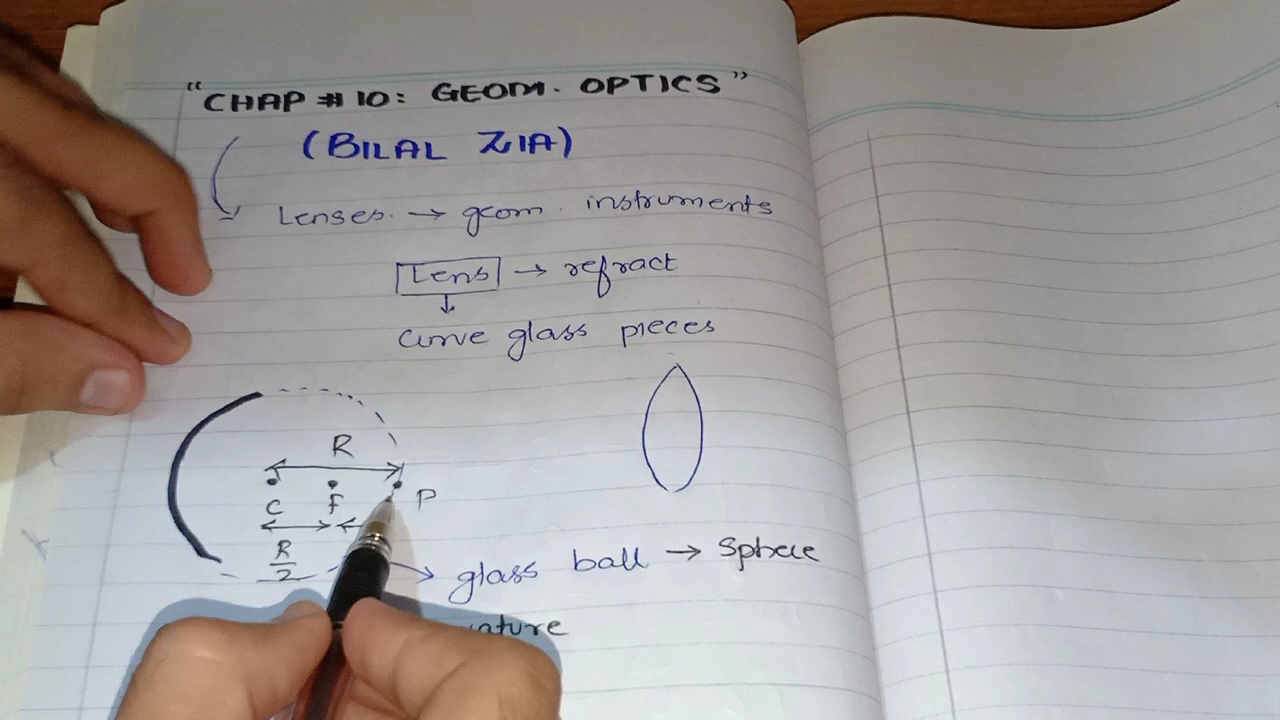 "CHAP # 10: GEOM. OPTICS"
(BILAL ZIA)
Lenses. → geom. instruments
Lens → refract
curve glass pieces
R
C f P
R/2
glass ball → Sphere